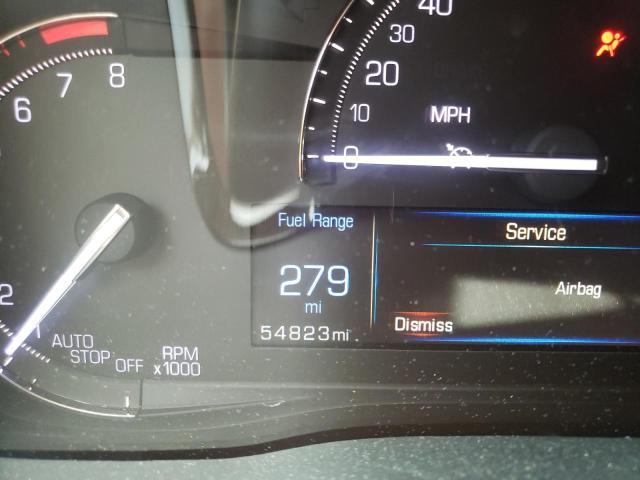 40
30
20
10
0
MPH
6
7
8
2
1
AUTO
STOP
OFF
RPM
x1000
Fuel Range
279
mi
54823mi
Service
Airbag
Dismiss